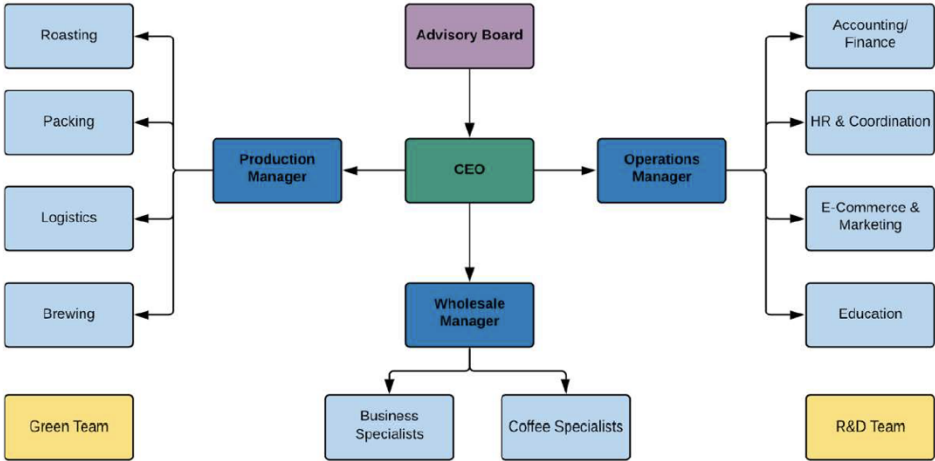 Roasting
Advisory Board
Accounting/
Finance
Packing
HR & Coordination
Production
Manager
CEO
Operations
Manager
Logistics
E-Commerce &
Marketing
Brewing
Wholesale
Manager
Education
Green Team
Business
Specialists
Coffee Specialists
R&D Team